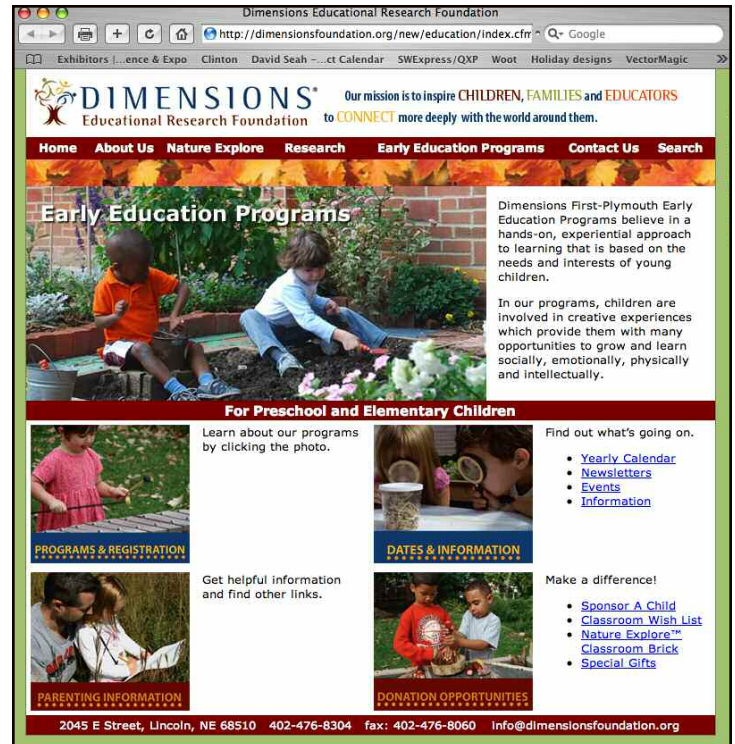 Dimensions Educational Research Foundation
http://dimensionsfoundation.org/new/education/index.cfm
Google
Exhibitors |...ence & Expo Clinton David Seah -...ct Calendar SWExpress/QXP Woot Holiday designs VectorMagic
DIMENSIONS®
Educational Research Foundation
Our mission is to inspire CHILDREN, FAMILIES and EDUCATORS
to CONNECT more deeply with the world around them.
Home About Us Nature Explore Research Early Education Programs Contact Us Search
Early Education Programs
Dimensions First-Plymouth Early
Education Programs believe in a
hands-on, experiential approach
to learning that is based on the
needs and interests of young
children.
In our programs, children are
involved in creative experiences
which provide them with many
opportunities to grow and learn
socially, emotionally, physically
and intellectually.
For Preschool and Elementary Children
Learn about our programs
by clicking the photo.
PROGRAMS & REGISTRATION
Find out what's going on.
Yearly Calendar
Newsletters
Events
Information
DATES & INFORMATION
Get helpful information
and find other links.
PARENTING INFORMATION
Make a difference!
Sponsor A Child
Classroom Wish List
Nature Explore™
Classroom Brick
Special Gifts
DONATION OPPORTUNITIES
2045 E Street, Lincoln, NE 68510 402-476-8304 fax: 402-476-8060 info@dimensionsfoundation.org